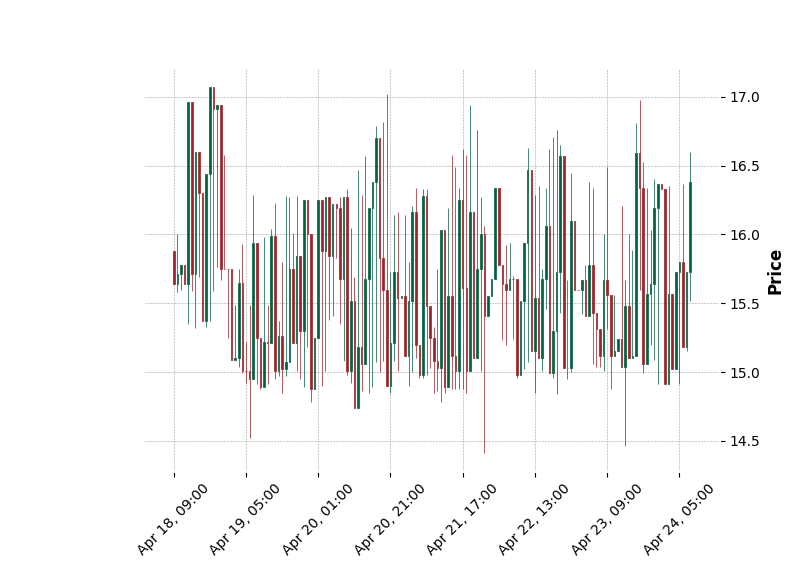 17.0
16.5
16.0
15.5
15.0
14.5
Price
Apr 18, 09:00
Apr 19, 05:00
Apr 20, 01:00
Apr 20, 21:00
Apr 21, 17:00
Apr 22, 13:00
Apr 23, 09:00
Apr 24, 05:00